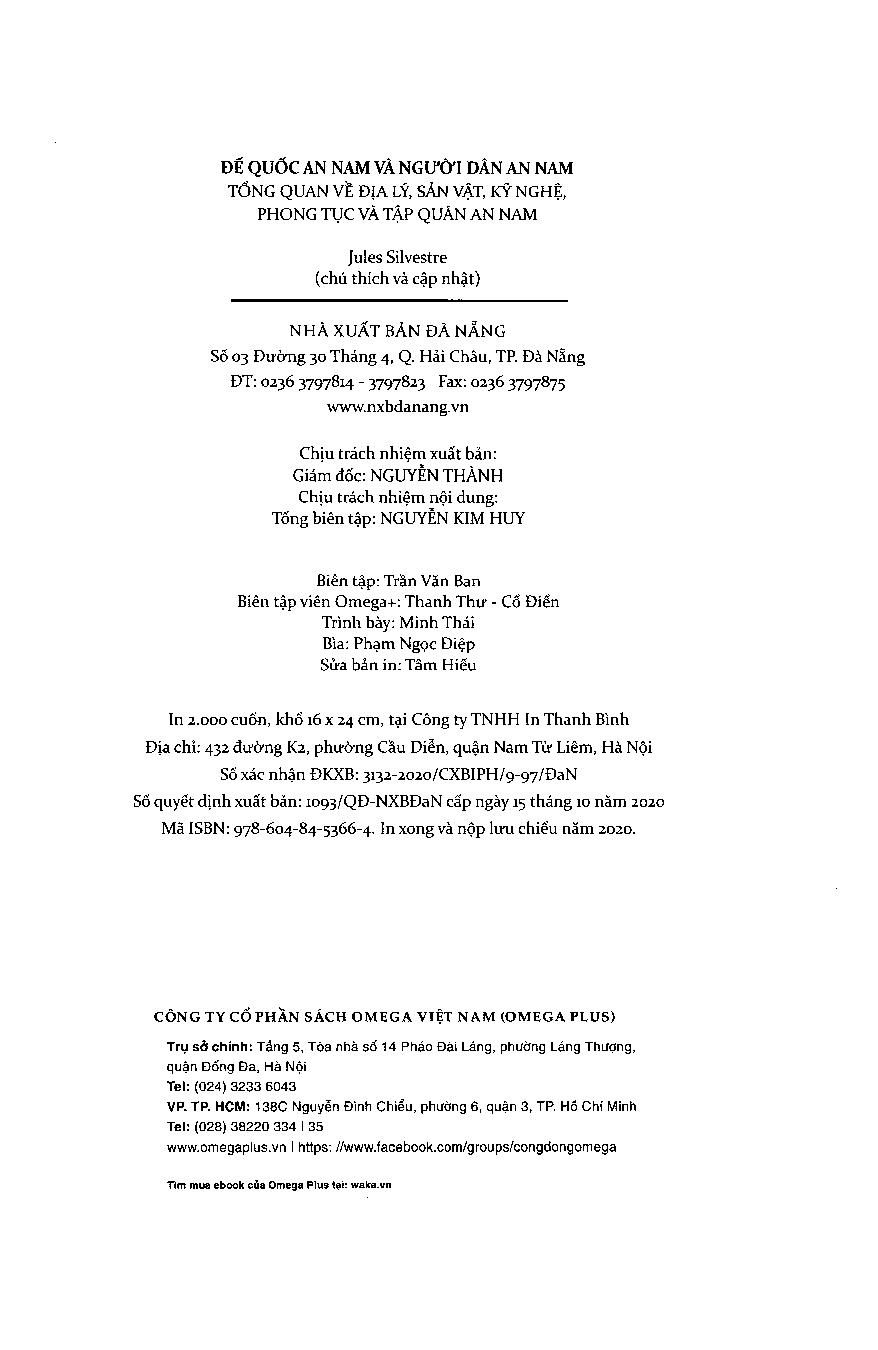 ĐẾ QUỐC AN NAM VÀ NGƯỜI DÂN AN NAM
TỔNG QUAN VỀ ĐỊA LÝ, SẢN VẬT, KỸ NGHỆ,
PHONG TỤC VÀ TẬP QUÁN AN NAM
Jules Silvestre
(chú thích và cập nhật)
NHÀ XUẤT BẢN ĐÀ NẴNG
Số 03 Đường 30 Tháng 4, Q. Hải Châu, TP. Đà Nẵng
ĐT: 0236 3797814 - 3797823 Fax: 0236 3797875
www.nxbdanang.vn
Chịu trách nhiệm xuất bản:
Giám đốc: NGUYỄN THÀNH
Chịu trách nhiệm nội dung:
Tổng biên tập: NGUYỄN KIM HUY
Biên tập: Trần Văn Ban
Biên tập viên Omega+: Thanh Thư - Cổ Điển
Trình bày: Minh Thái
Bìa: Phạm Ngọc Điệp
Sửa bản in: Tâm Hiếu
In 2.000 cuốn, khổ 16 x 24 cm, tại Công ty TNHH In Thanh Bình
Địa chỉ: 432 đường K2, phường Cầu Diễn, quận Nam Từ Liêm, Hà Nội
Số xác nhận ĐKXB: 3132-2020/CXBIPH/9-97/ĐaN
Số quyết định xuất bản: 1093/QĐ-NXBĐaN cấp ngày 15 tháng 10 năm 2020
Mã ISBN: 978-604-84-5366-4. In xong và nộp lưu chiểu năm 2020.
CÔNG TY CỔ PHẦN SÁCH OMEGA VIỆT NAM (OMEGA PLUS)
Trụ sở chính: Tầng 5, Tòa nhà số 14 Pháo Đài Láng, phường Láng Thượng,
quận Đống Đa, Hà Nội
Tel: (024) 3233 6043
VP. TP. HCM: 138C Nguyễn Đình Chiểu, phường 6, quận 3, TP. Hồ Chí Minh
Tel: (028) 38220 334 | 35
www.omegaplus.vn | https: //www.facebook.com/groups/congdongomega
Tìm mua ebook của Omega Plus tại: waka.vn